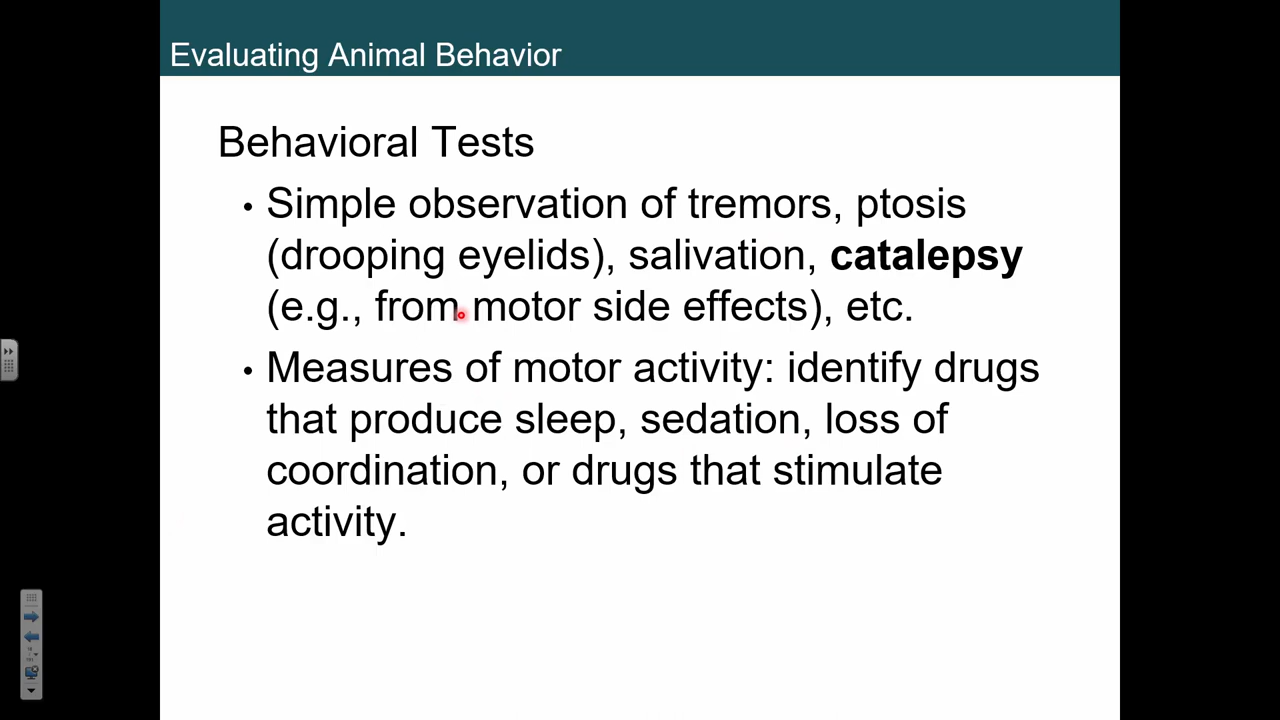 Evaluating Animal Behavior
Behavioral Tests
• Simple observation of tremors, ptosis
(drooping eyelids), salivation, catalepsy
(e.g., from motor side effects), etc.
• Measures of motor activity: identify drugs
that produce sleep, sedation, loss of
coordination, or drugs that stimulate
activity.